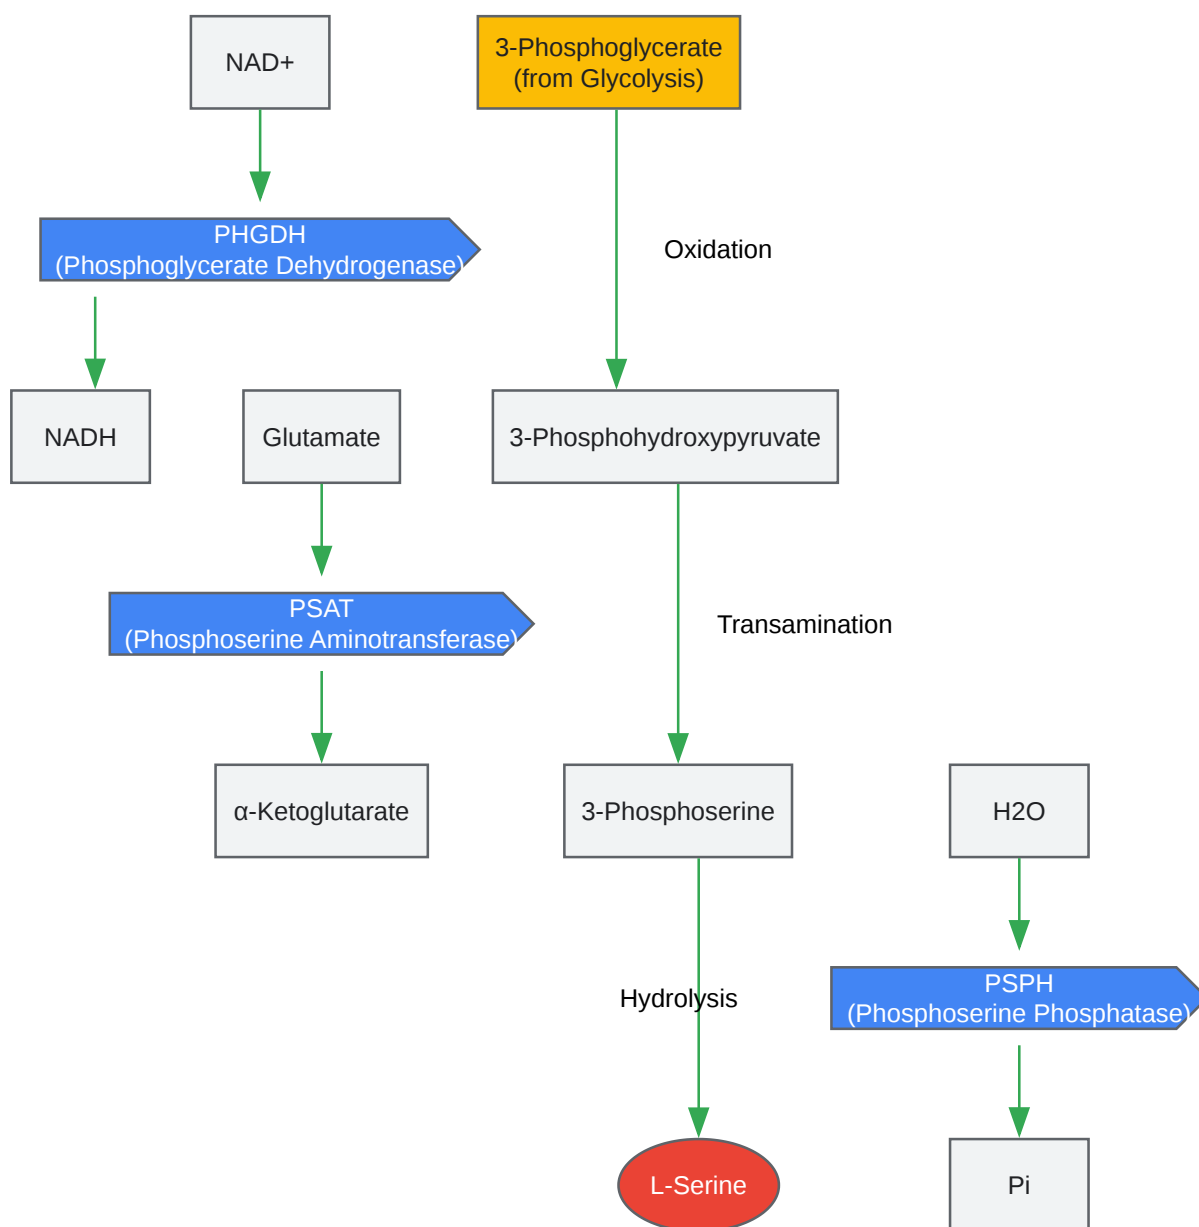 NAD+
3-Phosphoglycerate
(from Glycolysis)
PHGDH
(Phosphoglycerate Dehydrogenase)
Oxidation
NADH
Glutamate
3-Phosphohydroxypyruvate
PSAT
(Phosphoserine Aminotransferase)
Transamination
α-Ketoglutarate
3-Phosphoserine
H2O
Hydrolysis
PSPH
(Phosphoserine Phosphatase)
L-Serine
Pi